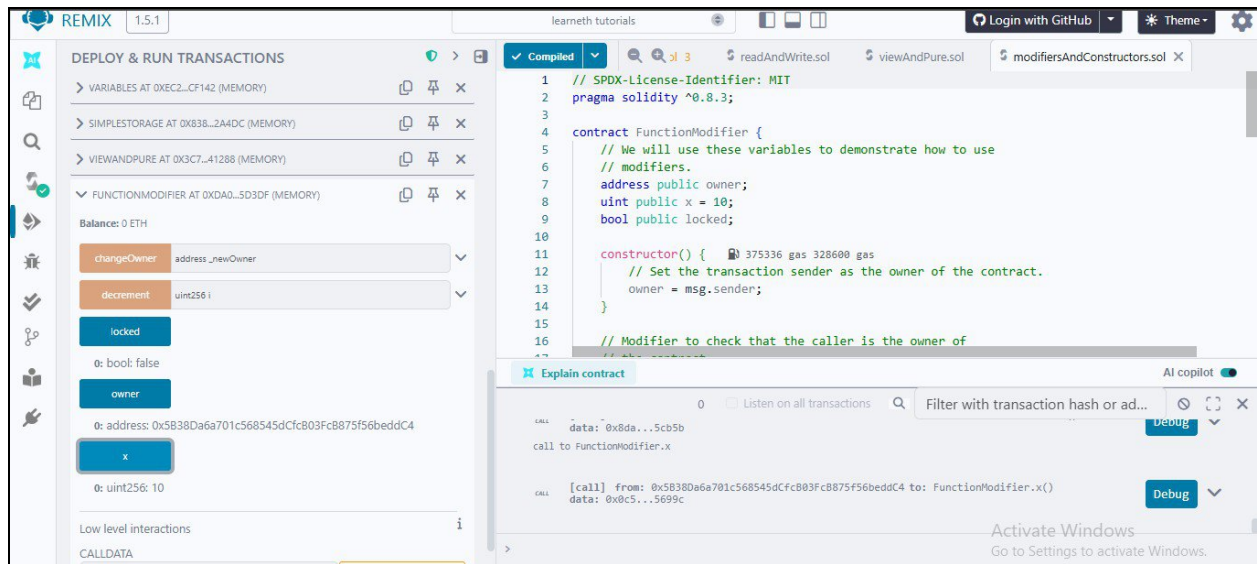 REMIX 1.5.1
learneth tutorials
Login with GitHub
Theme
DEPLOY & RUN TRANSACTIONS
VARIABLES AT 0XEC2...CF142 (MEMORY)
SIMPLESTORAGE AT 0X838...2A4DC (MEMORY)
VIEWANDPURE AT 0X3C7...41288 (MEMORY)
FUNCTIONMODIFIER AT 0XDA0...5D3DF (MEMORY)
Balance: 0 ETH
changeOwner address _newOwner
decrement uint256 i
locked
0: bool: false
owner
0: address: 0x5B38Da6a701c568545dCfcB03FcB875f56beddC4
x
0: uint256: 10
Low level interactions
i
CALLDATA
Compiled
3
readAndWrite.sol
viewAndPure.sol
modifiersAndConstructors.sol
1 // SPDX-License-Identifier: MIT
2 pragma solidity ^0.8.3;
3
4 contract FunctionModifier {
5 // We will use these variables to demonstrate how to use
6 // modifiers.
7 address public owner;
8 uint public x = 10;
9 bool public locked;
10
11 constructor() { 375336 gas 328600 gas
12 // Set the transaction sender as the owner of the contract.
13 owner = msg.sender;
14 }
15
16 // Modifier to check that the caller is the owner of
Explain contract
AI copilot
0 Listen on all transactions Filter with transaction hash or ad...
data: 0x8da...5cb5b
Debug
call to FunctionModifier.x
CALL [call] from: 0x5B38Da6a701c568545dCfcB03FcB875f56beddC4 to: FunctionModifier.x()
data: 0x0c5...5699c
Debug
>
Activate Windows
Go to Settings to activate Windows.